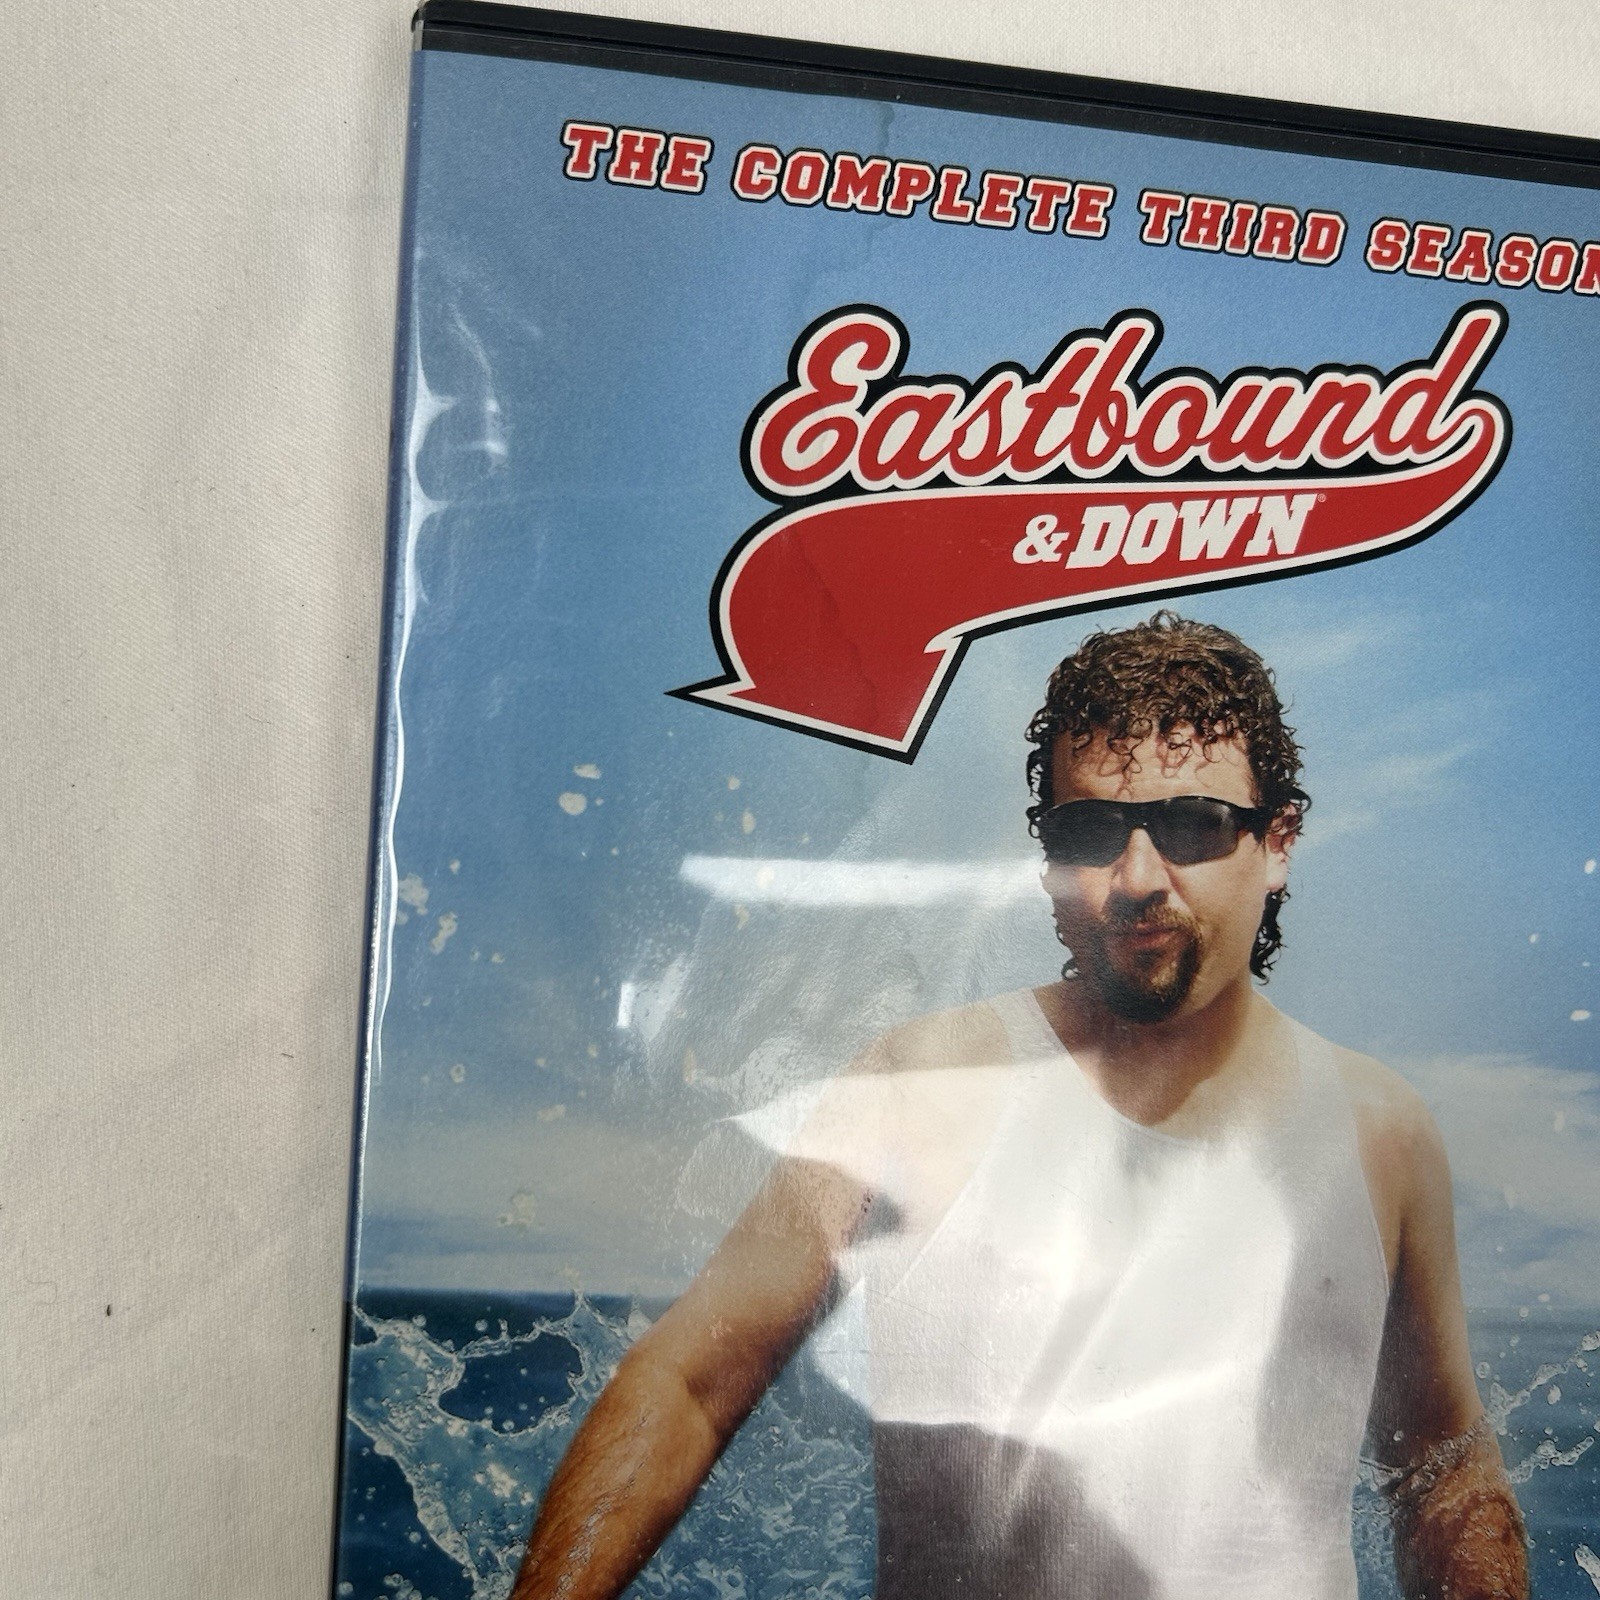 THE COMPLETE THIRD SEASON
Eastbound
& DOWN®